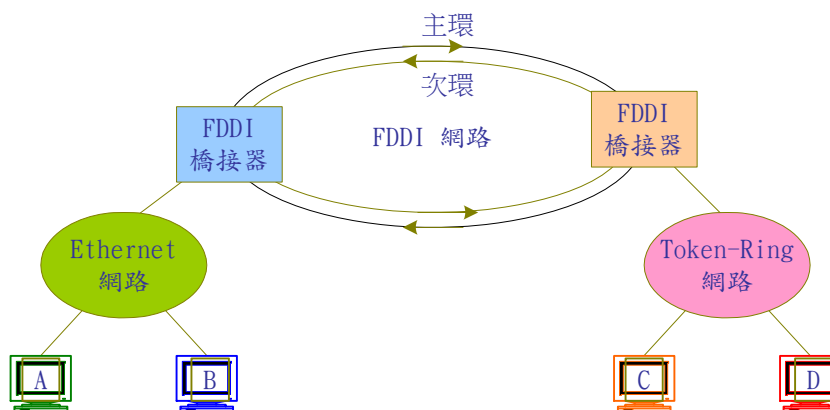 主環
次環
FDDI
橋接器
FDDI 網路
FDDI
橋接器
Ethernet
網路
Token-Ring
網路
A
B
C
D